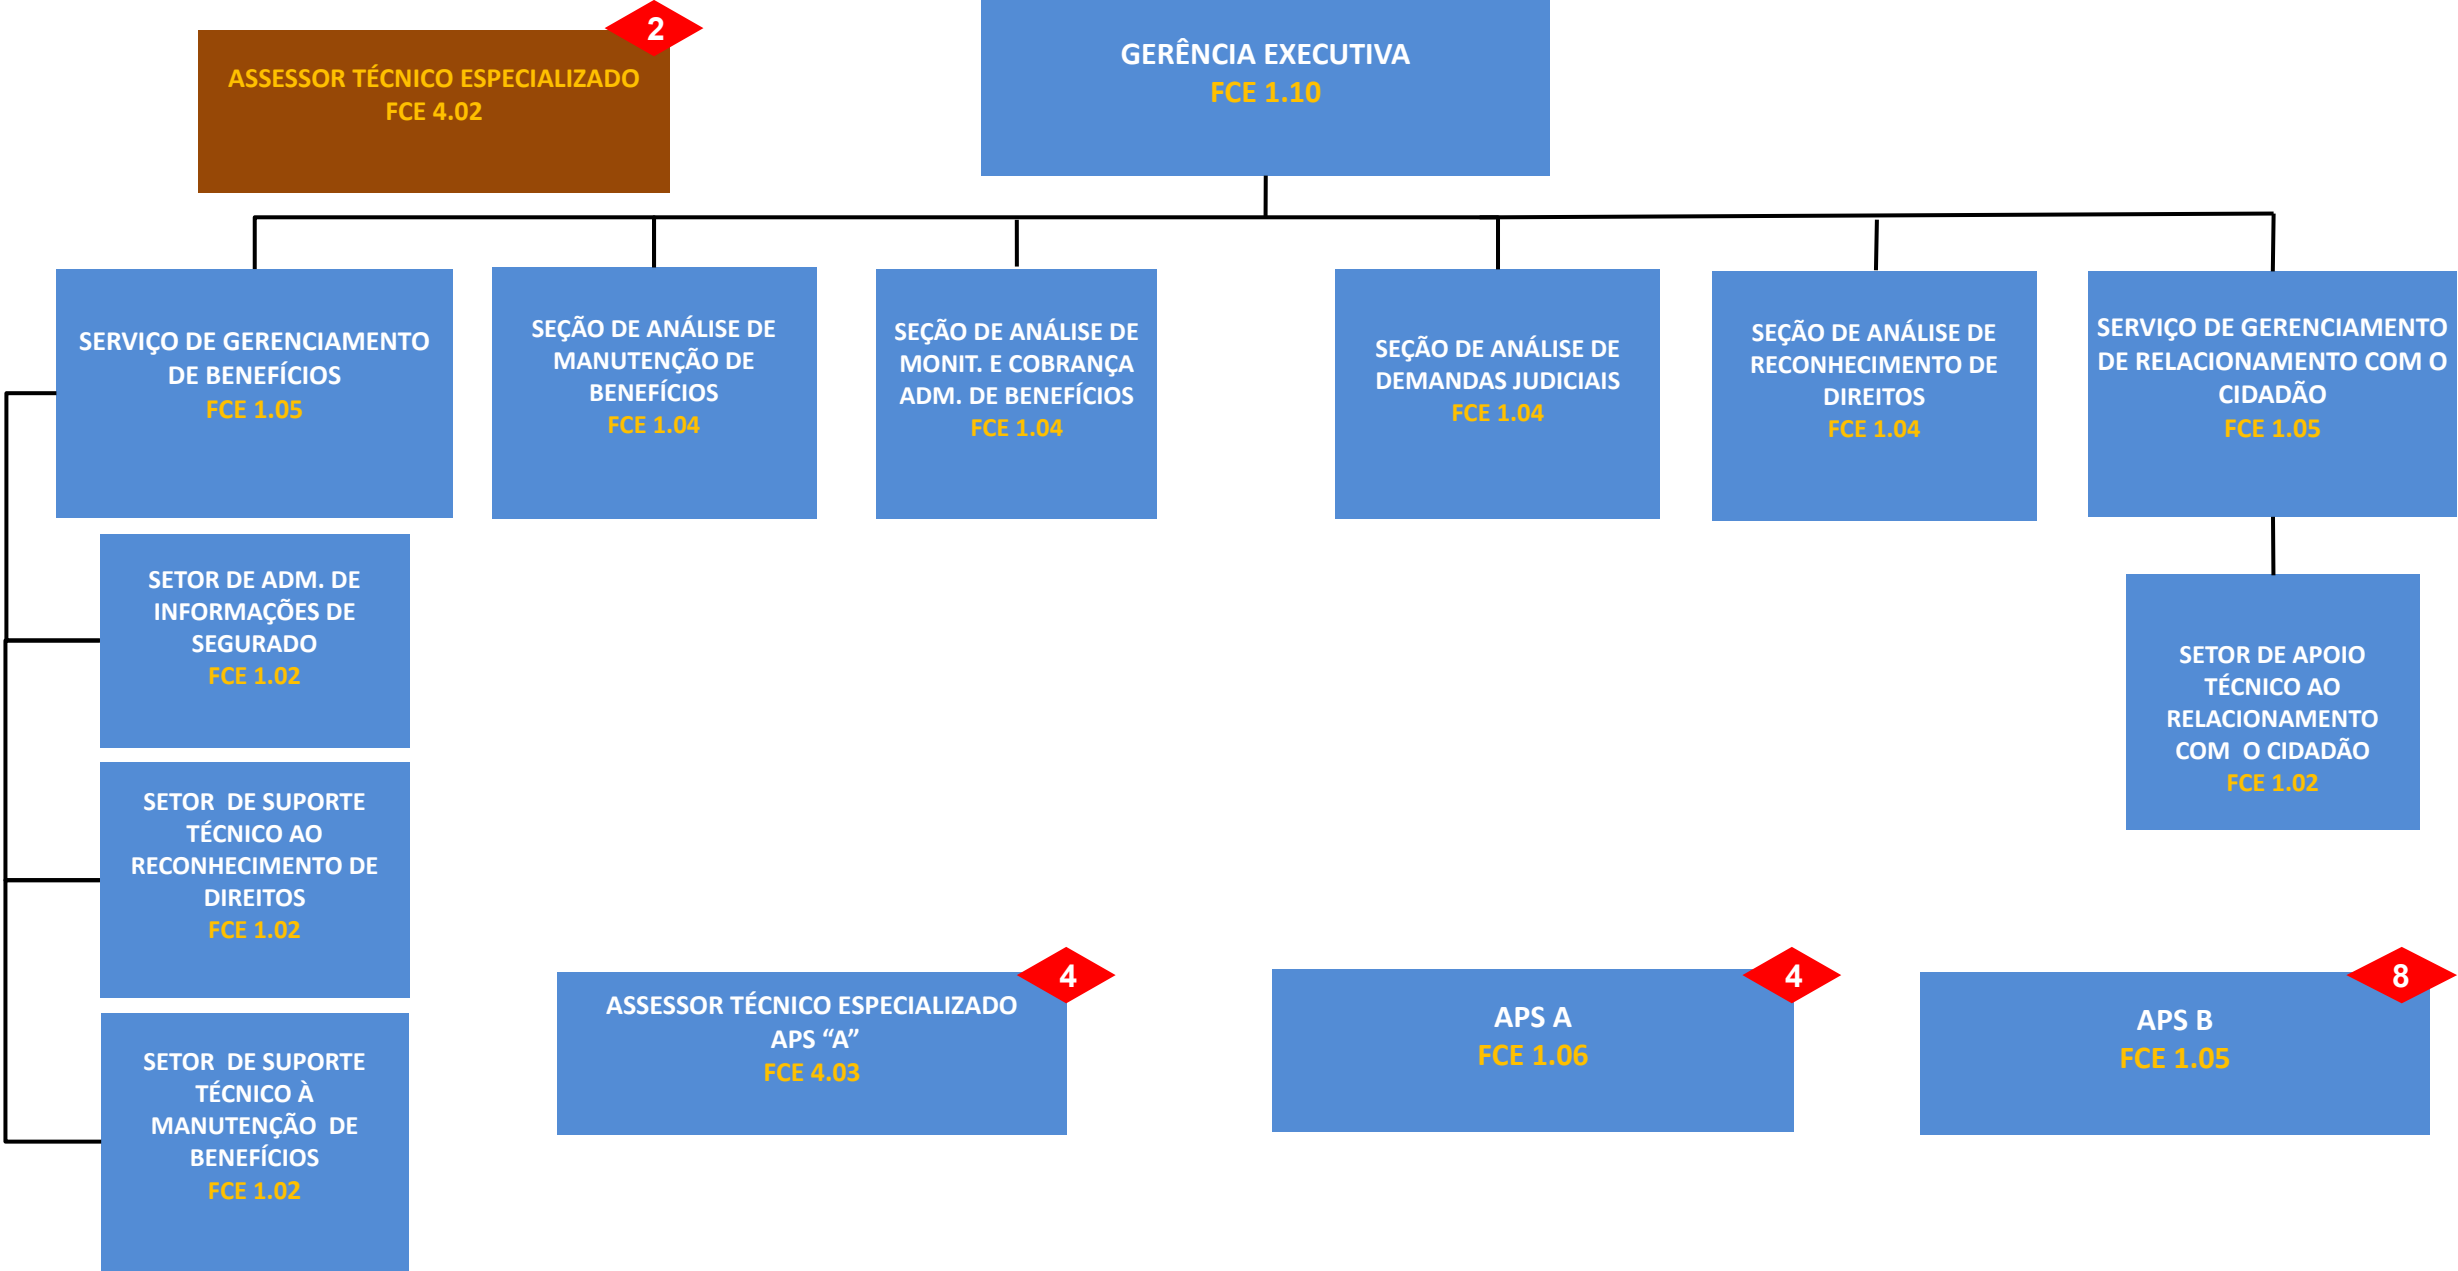 2
ASSESSOR TÉCNICO ESPECIALIZADO
FCE 4.02
GERÊNCIA EXECUTIVA
FCE 1.10
SERVIÇO DE GERENCIAMENTO
DE BENEFÍCIOS
FCE 1.05
SEÇÃO DE ANÁLISE DE
MANUTENÇÃO DE
BENEFÍCIOS
FCE 1.04
SEÇÃO DE ANÁLISE DE
MONIT. E COBRANÇA
ADM. DE BENEFÍCIOS
FCE 1.04
SEÇÃO DE ANÁLISE DE
DEMANDAS JUDICIAIS
FCE 1.04
SEÇÃO DE ANÁLISE DE
RECONHECIMENTO DE
DIREITOS
FCE 1.04
SERVIÇO DE GERENCIAMENTO
DE RELACIONAMENTO COM O
CIDADÃO
FCE 1.05
SETOR DE ADM. DE
INFORMAÇÕES DE
SEGURADO
FCE 1.02
SETOR DE APOIO
TÉCNICO AO
RELACIONAMENTO
COM O CIDADÃO
FCE 1.02
SETOR DE SUPORTE
TÉCNICO AO
RECONHECIMENTO DE
DIREITOS
FCE 1.02
SETOR DE SUPORTE
TÉCNICO À
MANUTENÇÃO DE
BENEFÍCIOS
FCE 1.02
4
ASSESSOR TÉCNICO ESPECIALIZADO
APS “A”
FCE 4.03
4
APS A
FCE 1.06
8
APS B
FCE 1.05